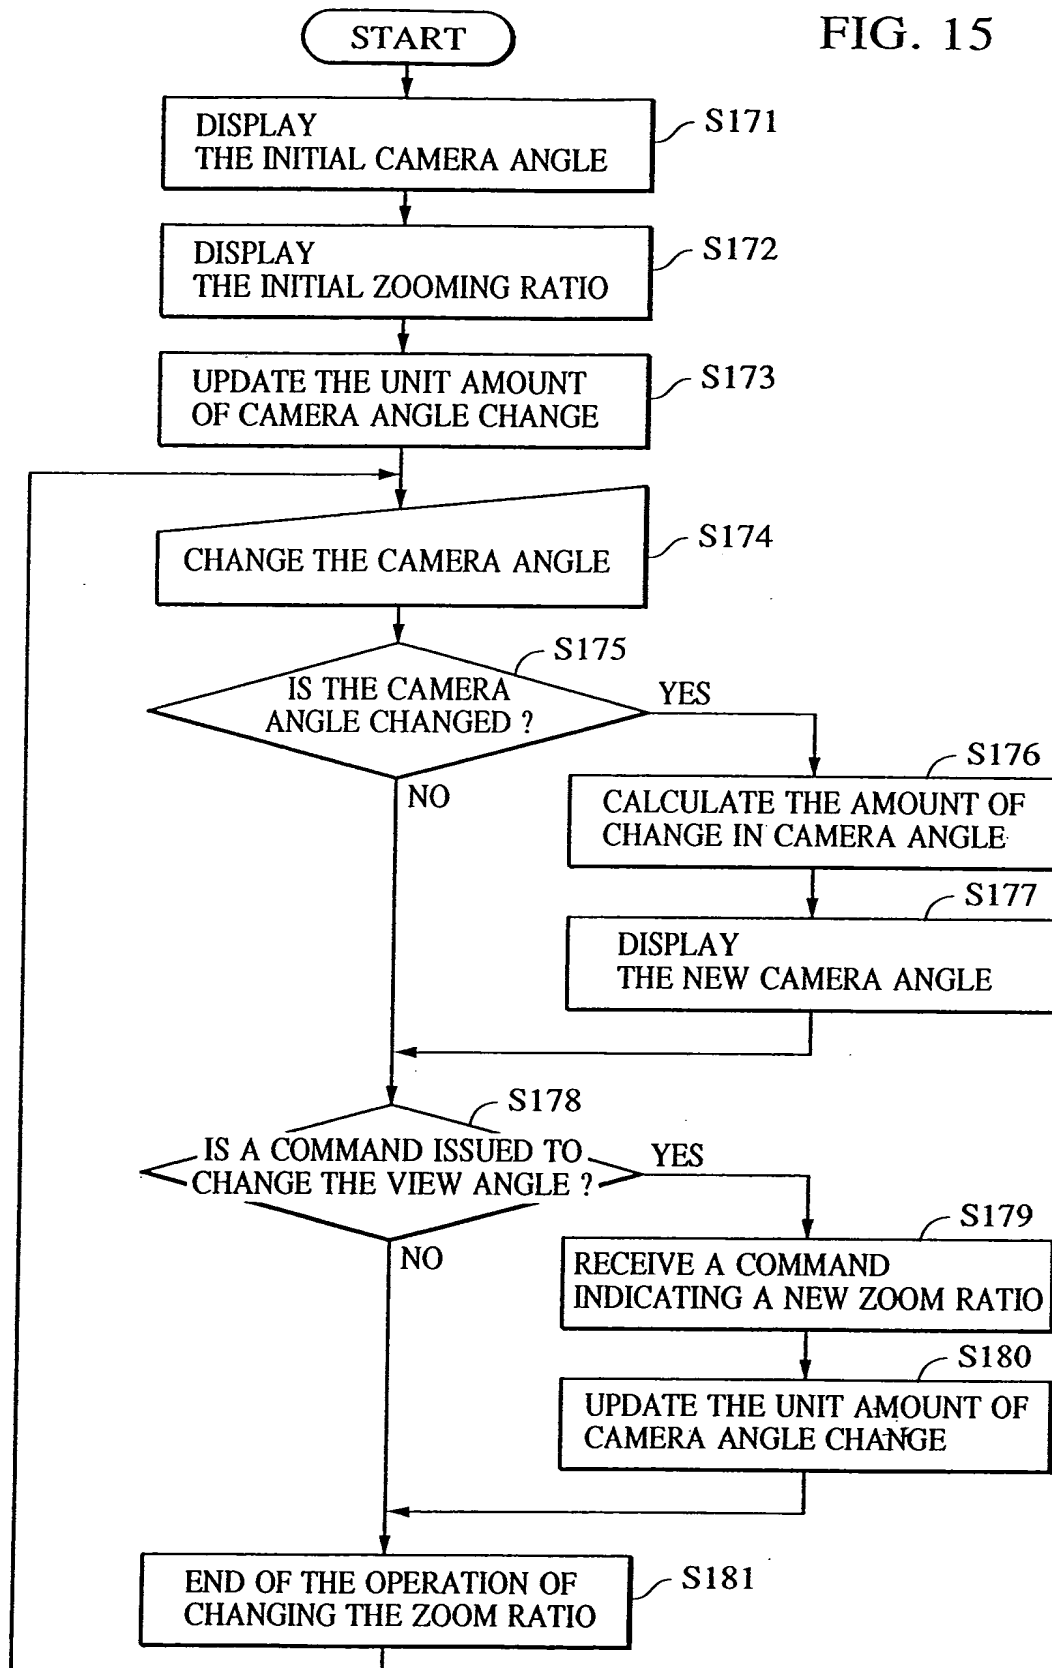 FIG. 15
START
DISPLAY
THE INITIAL CAMERA ANGLE
S171
DISPLAY
THE INITIAL ZOOMING RATIO
S172
UPDATE THE UNIT AMOUNT
OF CAMERA ANGLE CHANGE
S173
CHANGE THE CAMERA ANGLE
S174
S175
IS THE CAMERA
ANGLE CHANGED ?
YES
NO
S176
CALCULATE THE AMOUNT OF
CHANGE IN CAMERA ANGLE
S177
DISPLAY
THE NEW CAMERA ANGLE
S178
IS A COMMAND ISSUED TO
CHANGE THE VIEW ANGLE ?
YES
NO
S179
RECEIVE A COMMAND
INDICATING A NEW ZOOM RATIO
S180
UPDATE THE UNIT AMOUNT OF
CAMERA ANGLE CHANGE
END OF THE OPERATION OF
CHANGING THE ZOOM RATIO
S181